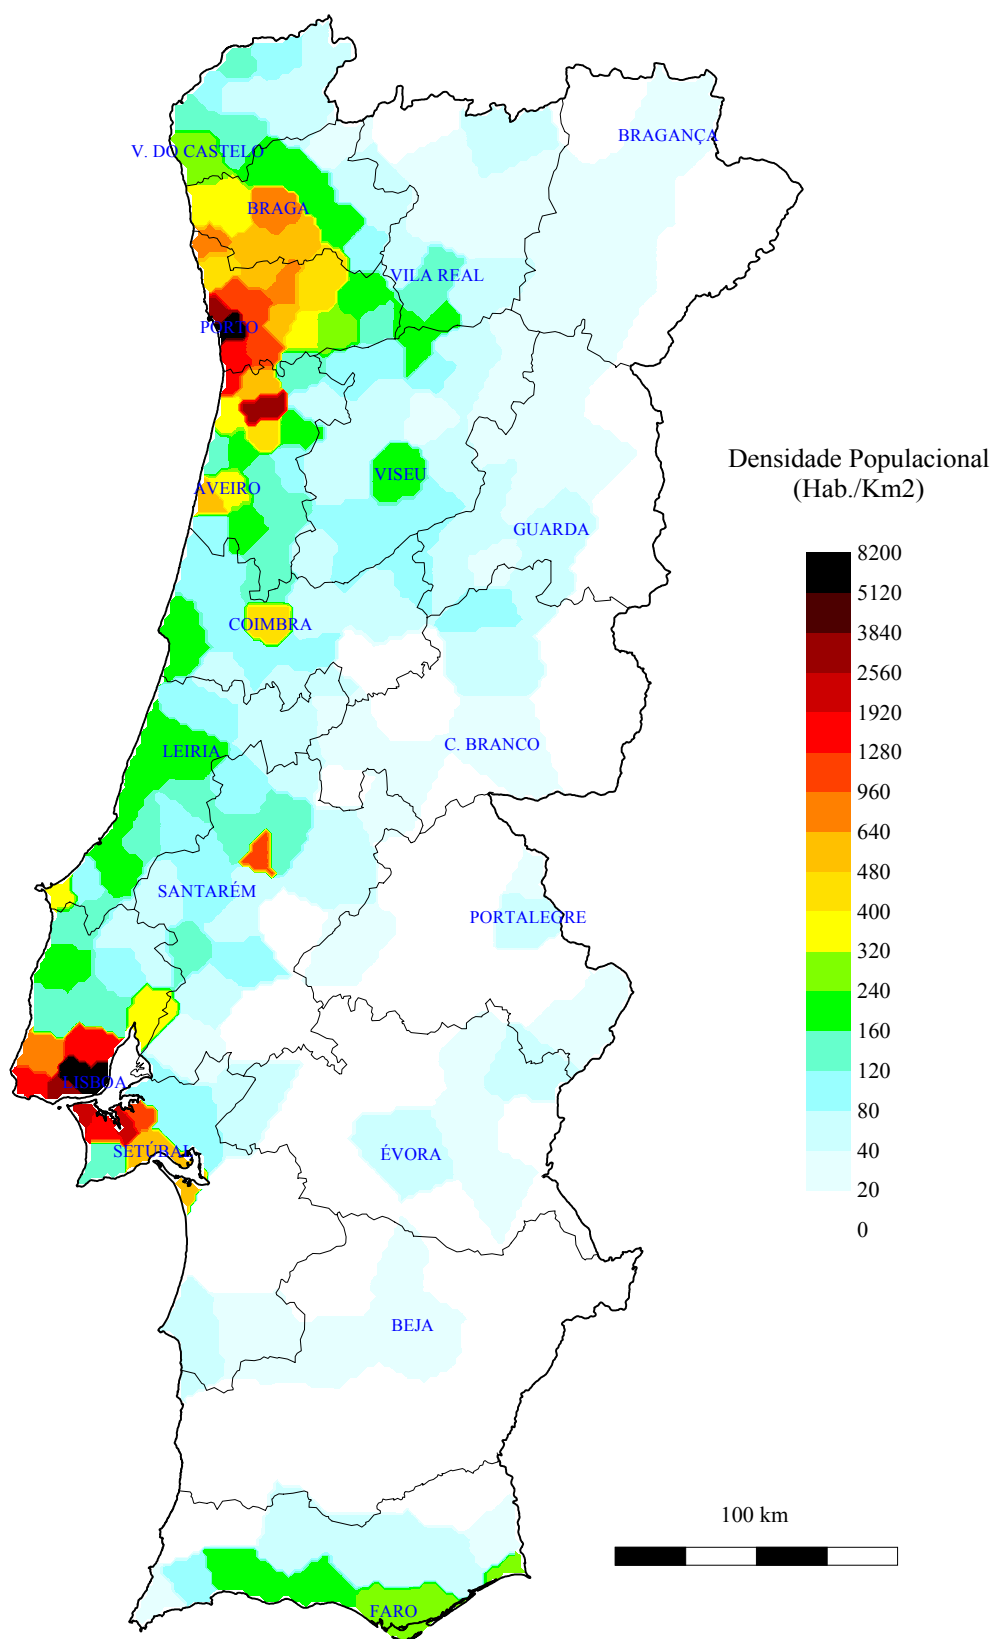 BRAGANÇA
V. DO CASTELO
BRAGA
VILA REAL
PORTO
Densidade Populacional
(Hab./Km2)
VISEU
AVEIRO
GUARDA
8200
5120
3840
2560
1920
1280
960
640
480
400
320
240
160
120
80
40
20
0
COIMBRA
C. BRANCO
LEIRIA
SANTARÉM
PORTALEGRE
LISBOA
SETÚBAL
ÉVORA
BEJA
100 km
FARO